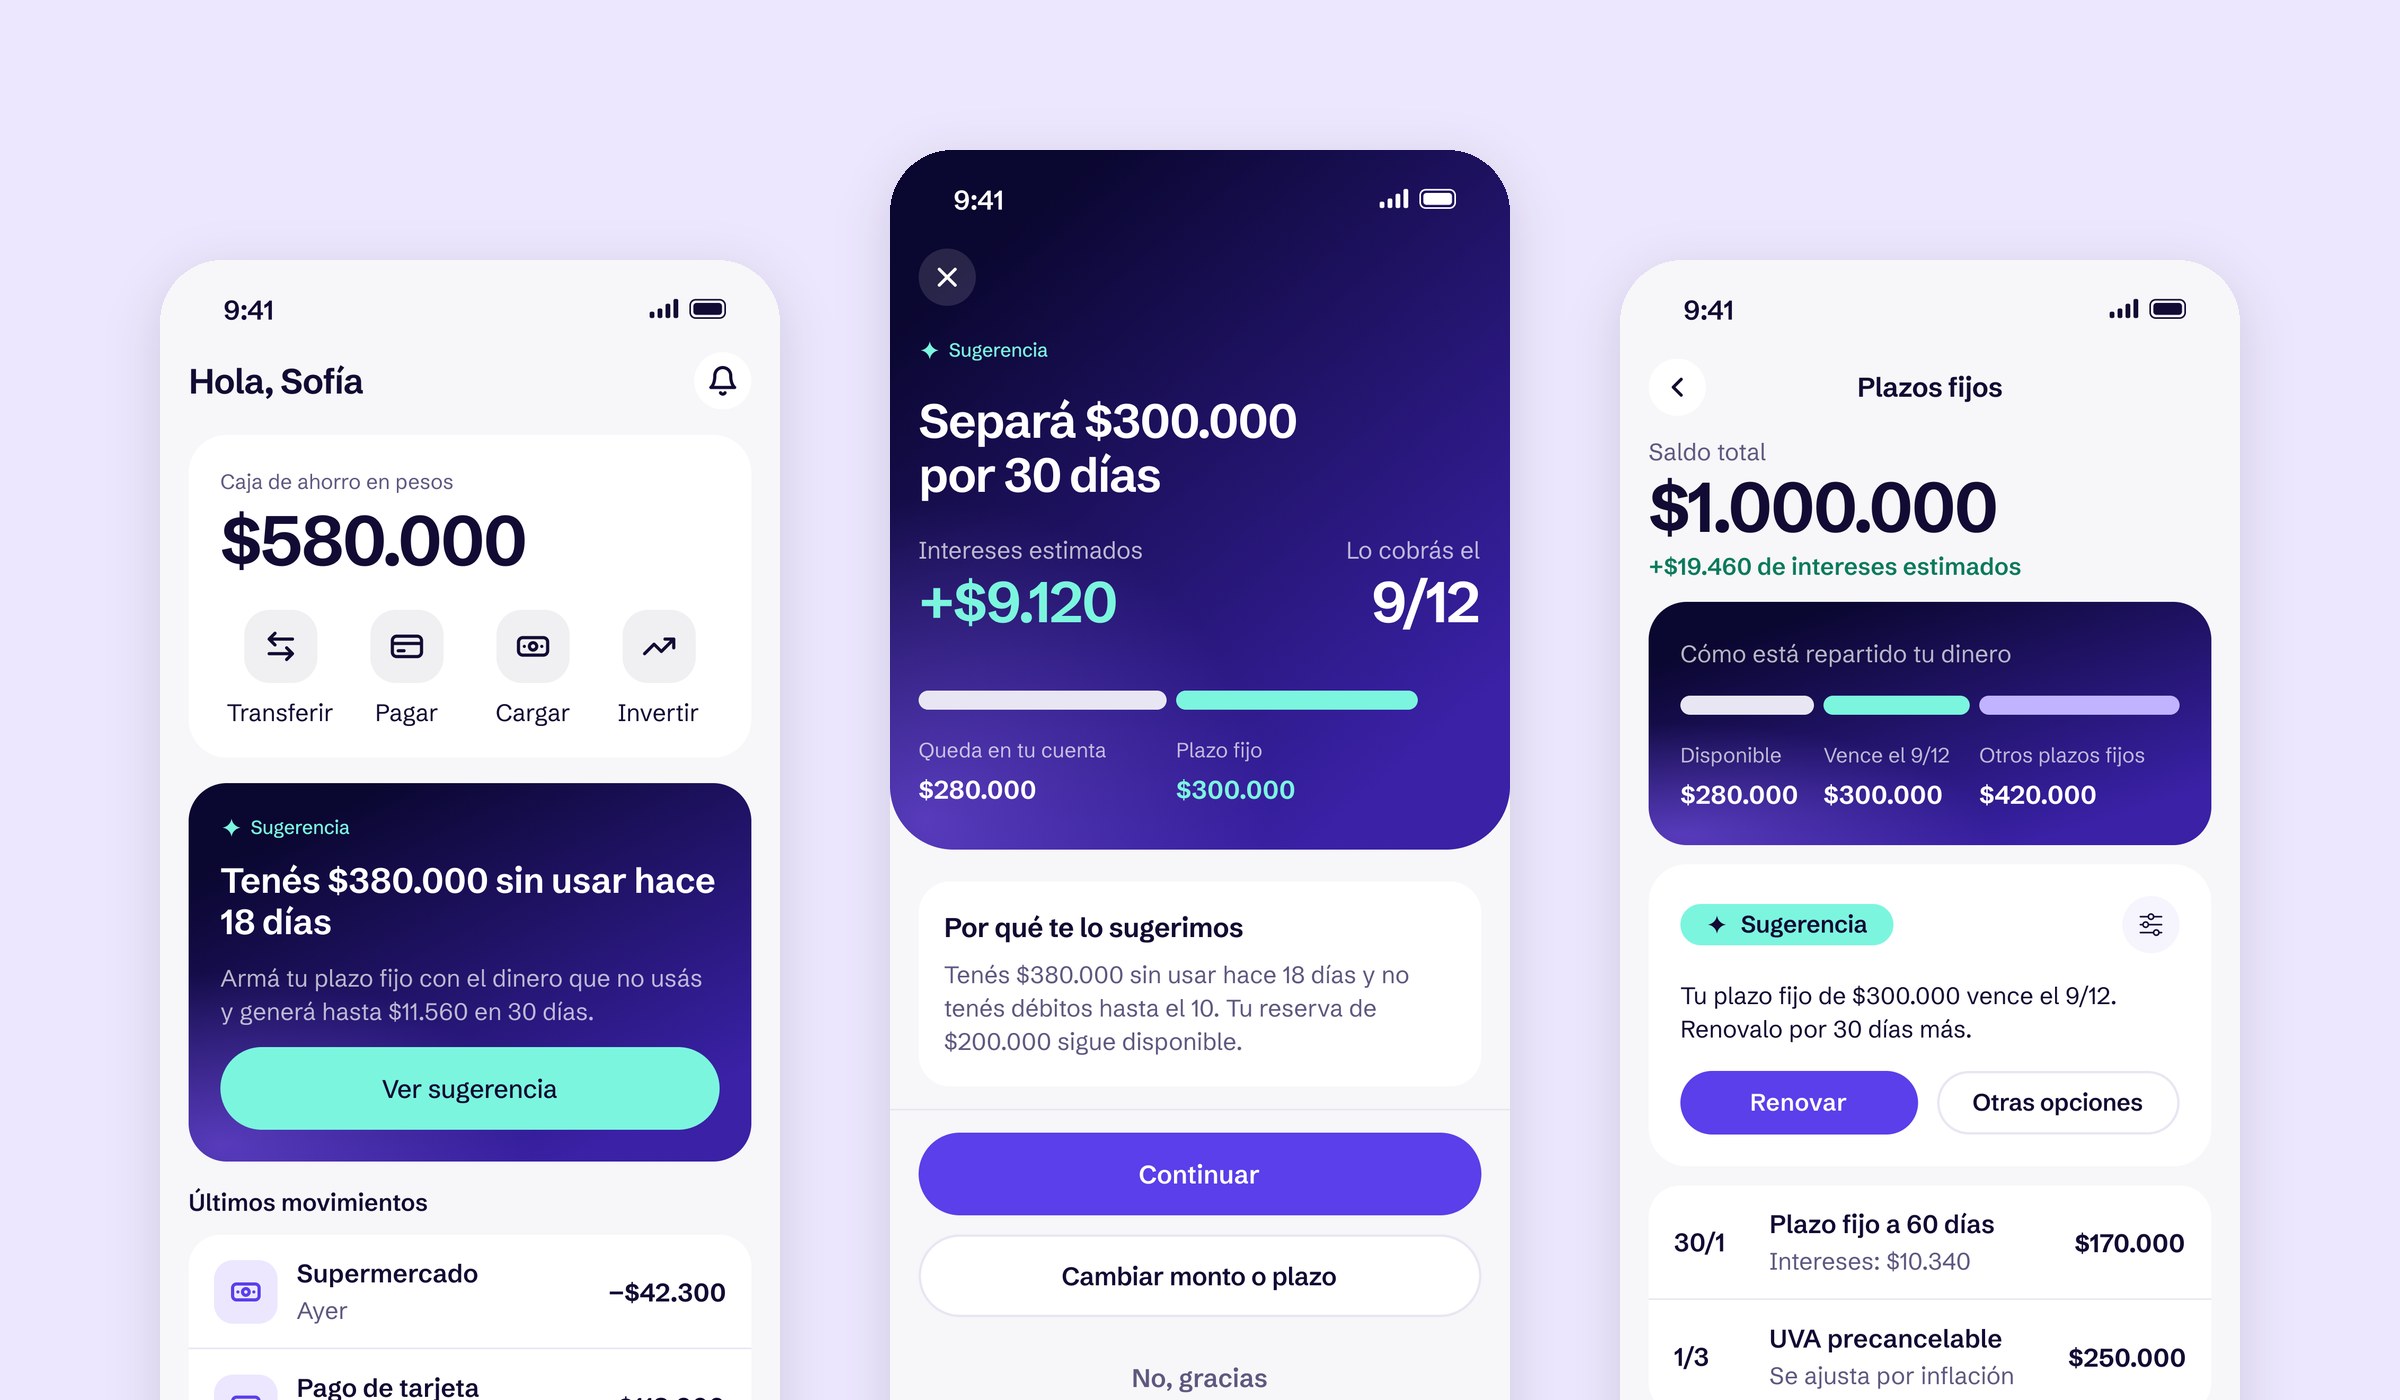 9:41
Hola, Sofía
Caja de ahorro en pesos
$580.000
Transferir Pagar Cargar Invertir
Sugerencia
Tenés $380.000 sin usar hace
18 días
Armá tu plazo fijo con el dinero que no usás
y generá hasta $11.560 en 30 días.
Ver sugerencia
Últimos movimientos
Supermercado
Ayer
−$42.300
Pago de tarjeta
9:41
Sugerencia
Separá $300.000
por 30 días
Intereses estimados
+$9.120
Lo cobrás el
9/12
Queda en tu cuenta
$280.000
Plazo fijo
$300.000
Por qué te lo sugerimos
Tenés $380.000 sin usar hace 18 días y no
tenés débitos hasta el 10. Tu reserva de
$200.000 sigue disponible.
Continuar
Cambiar monto o plazo
No, gracias
9:41
Plazos fijos
Saldo total
$1.000.000
+$19.460 de intereses estimados
Cómo está repartido tu dinero
Disponible
$280.000
Vence el 9/12
$300.000
Otros plazos fijos
$420.000
Sugerencia
Tu plazo fijo de $300.000 vence el 9/12.
Renovalo por 30 días más.
Renovar
Otras opciones
30/1
Plazo fijo a 60 días
Intereses: $10.340
$170.000
1/3
UVA precancelable
Se ajusta por inflación
$250.000